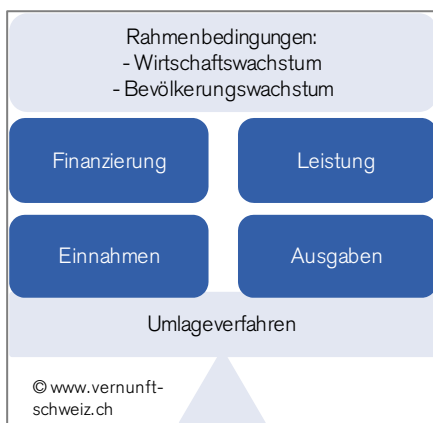 Rahmenbedingungen:
- Wirtschaftswachstum
- Bevölkerungswachstum
Finanzierung
Leistung
Einnahmen
Ausgaben
Umlageverfahren
© www.vernunft-
schweiz.ch